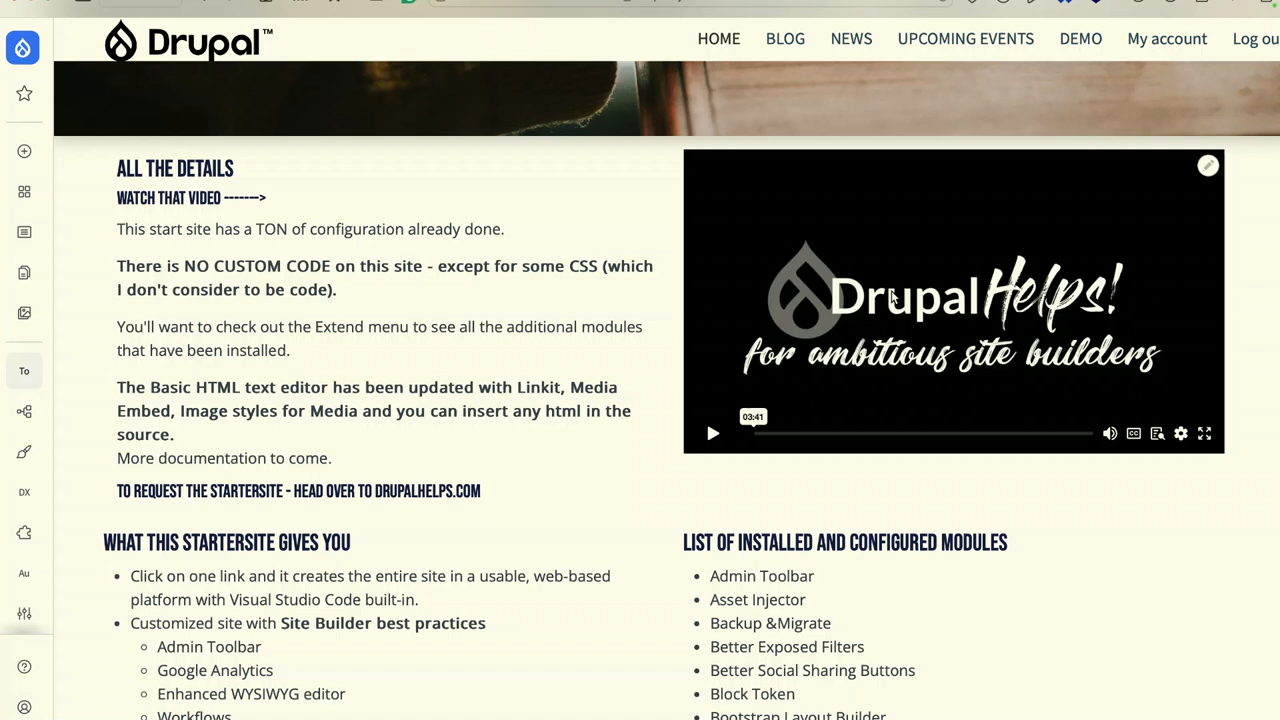 Drupal™
HOME BLOG NEWS UPCOMING EVENTS DEMO My account Log ou
ALL THE DETAILS
WATCH THAT VIDEO ------->
This start site has a TON of configuration already done.
There is NO CUSTOM CODE on this site - except for some CSS (which
I don't consider to be code).
You'll want to check out the Extend menu to see all the additional modules
that have been installed.
The Basic HTML text editor has been updated with Linkit, Media
Embed, Image styles for Media and you can insert any html in the
source.
More documentation to come.
TO REQUEST THE STARTERSITE - HEAD OVER TO DRUPALHELPS.COM
Drupal Helps!
for ambitious site builders
03:41
CC
To
DX
Au
WHAT THIS STARTERSITE GIVES YOU
Click on one link and it creates the entire site in a usable, web-based
platform with Visual Studio Code built-in.
Customized site with Site Builder best practices
Admin Toolbar
Google Analytics
Enhanced WYSIWYG editor
Workflows
LIST OF INSTALLED AND CONFIGURED MODULES
Admin Toolbar
Asset Injector
Backup &Migrate
Better Exposed Filters
Better Social Sharing Buttons
Block Token
Bootstrap Layout Builder